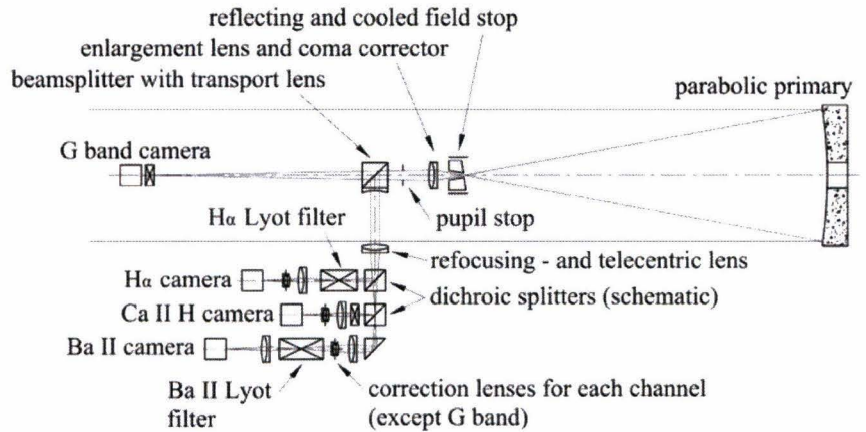 reflecting and cooled field stop
enlargement lens and coma corrector
beamsplitter with transport lens
parabolic primary
G band camera
Hα Lyot filter
pupil stop
refocusing - and telecentric lens
Hα camera
dichroic splitters (schematic)
Ca II H camera
Ba II camera
Ba II Lyot
filter
correction lenses for each channel
(except G band)